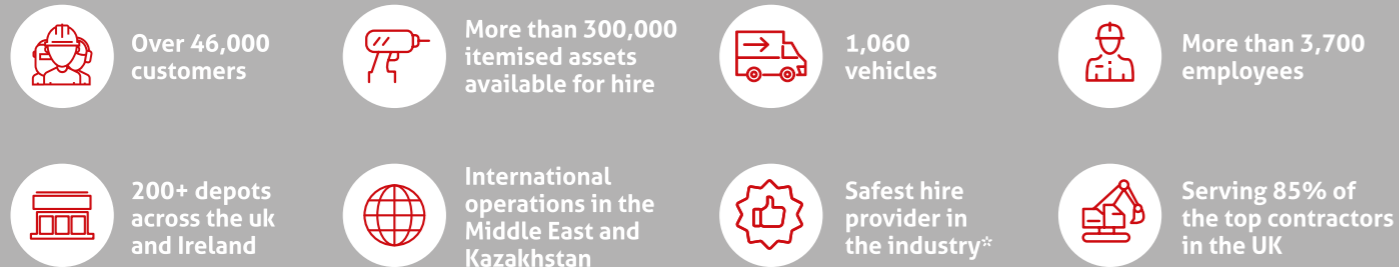 Over 46,000
customers
More than 300,000
itemised assets
available for hire
1,060
vehicles
More than 3,700
employees
200+ depots
across the uk
and Ireland
International
operations in the
Middle East and
Kazakhstan
Safest hire
provider in
the industry*
Serving 85% of
the top contractors
in the UK